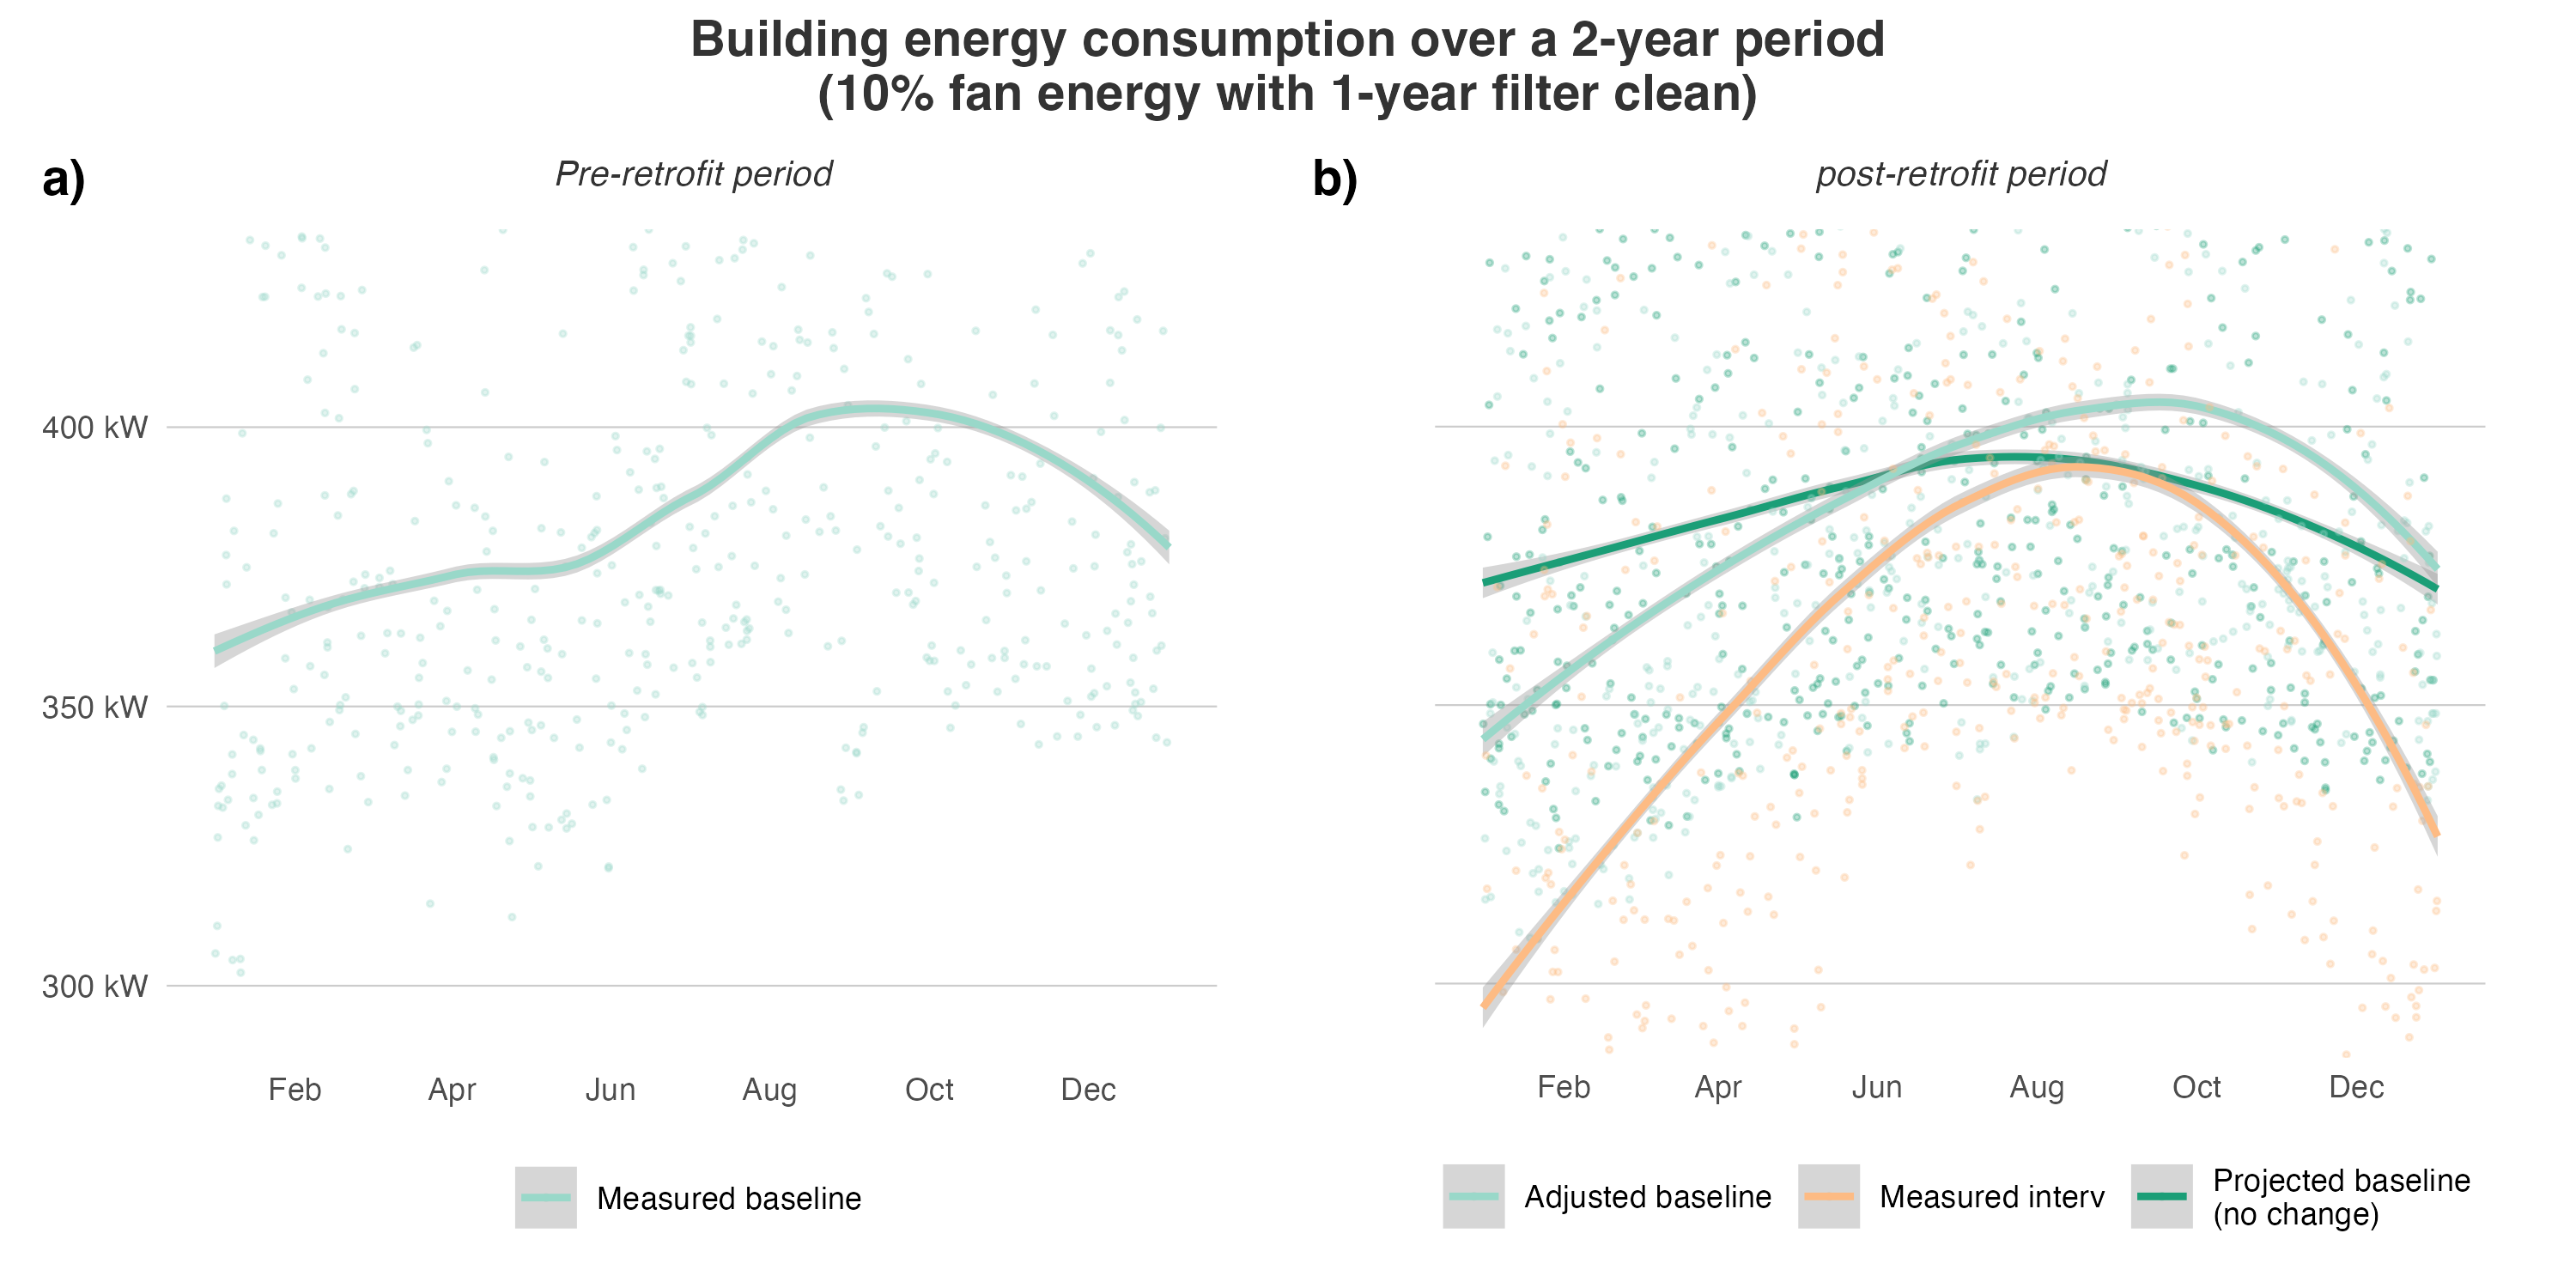 Building energy consumption over a 2-year period
(10% fan energy with 1-year filter clean)
a)
Pre-retrofit period
400 kW
350 kW
300 kW
Feb Apr Jun Aug Oct Dec
Measured baseline
b)
post-retrofit period
Feb Apr Jun Aug Oct Dec
Adjusted baseline
Measured interv
Projected baseline
(no change)